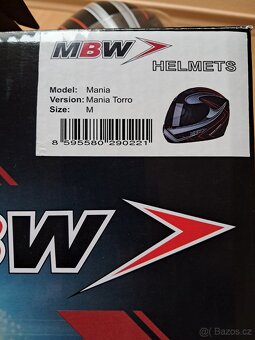 MBW
HELMETS
Model: Mania
Version: Mania Torro
Size: M
8 595580 290221
BW
© Bazos.cz